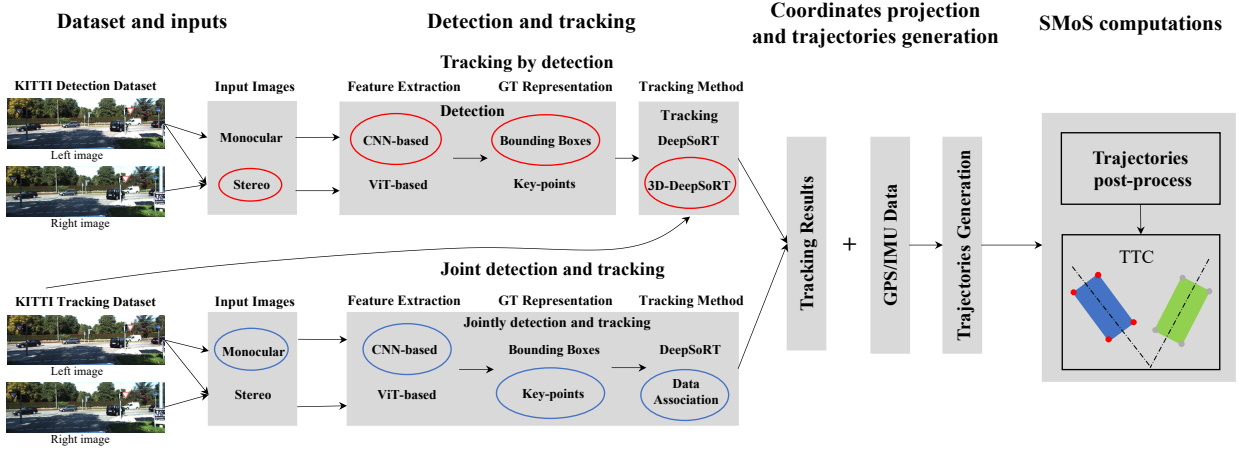 Dataset and inputs
Detection and tracking
Coordinates projection
and trajectories generation
SMoS computations
Tracking by detection
KITTI Detection Dataset
Input Images
Feature Extraction
GT Representation
Tracking Method
Detection
Tracking
Monocular
CNN-based
Bounding Boxes
DeepSoRT
Left image
Stereo
ViT-based
Key-points
3D-DeepSoRT
Right image
Joint detection and tracking
KITTI Tracking Dataset
Input Images
Feature Extraction
GT Representation
Tracking Method
Jointly detection and tracking
Monocular
CNN-based
Bounding Boxes
DeepSoRT
Left image
Stereo
ViT-based
Key-points
Data
Association
Right image
Tracking Results
+
GPS/IMU Data
Trajectories Generation
Trajectories
post-process
TTC